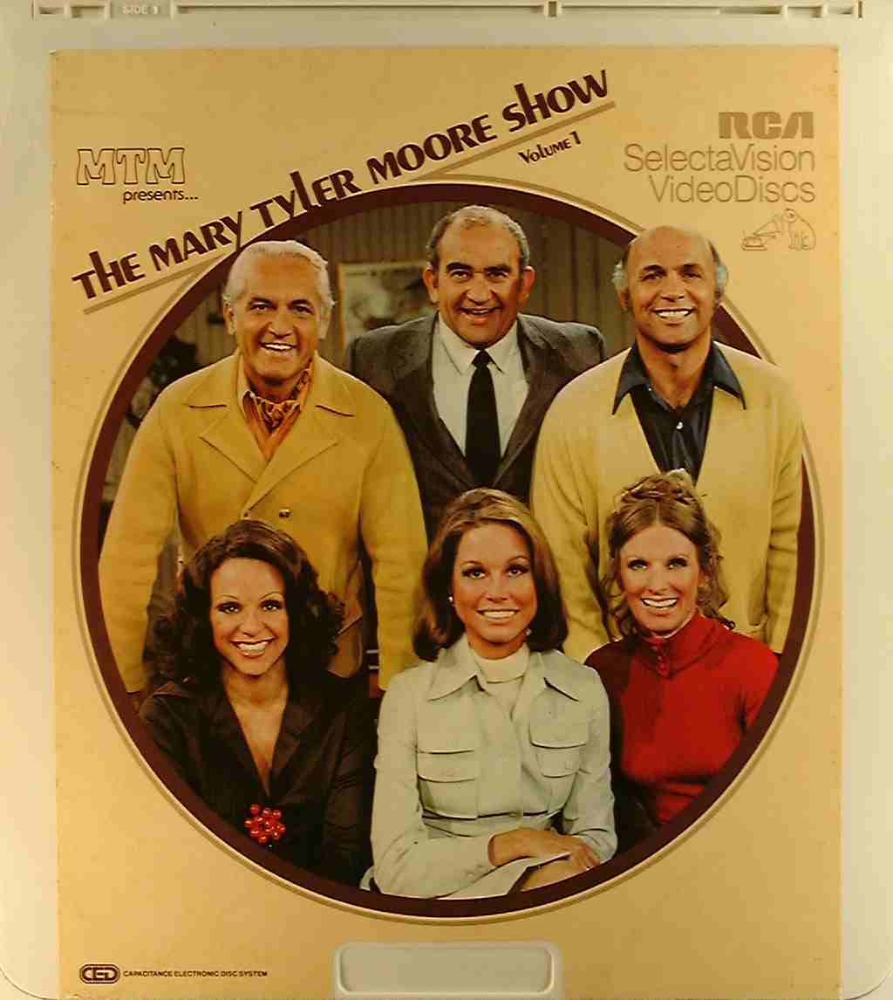 SIDE 1
THE MARY TYLER MOORE SHOW
Volume 1
MTM
presents...
RCA
SelectaVision
VideoDiscs
CED CAPACITANCE ELECTRONIC DISC SYSTEM